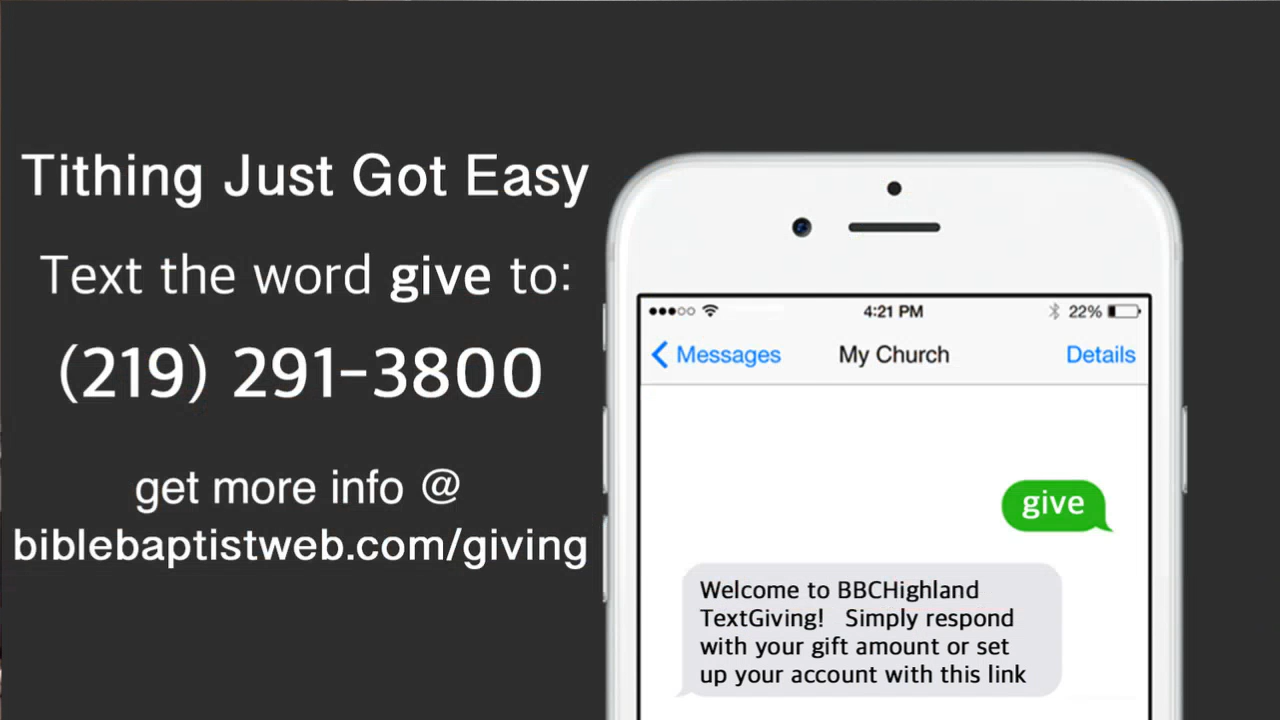 Tithing Just Got Easy
Text the word give to:
(219) 291-3800
get more info @
biblebaptistweb.com/giving
4:21 PM
22%
Messages
My Church
Details
give
Welcome to BBCHighland
TextGiving! Simply respond
with your gift amount or set
up your account with this link